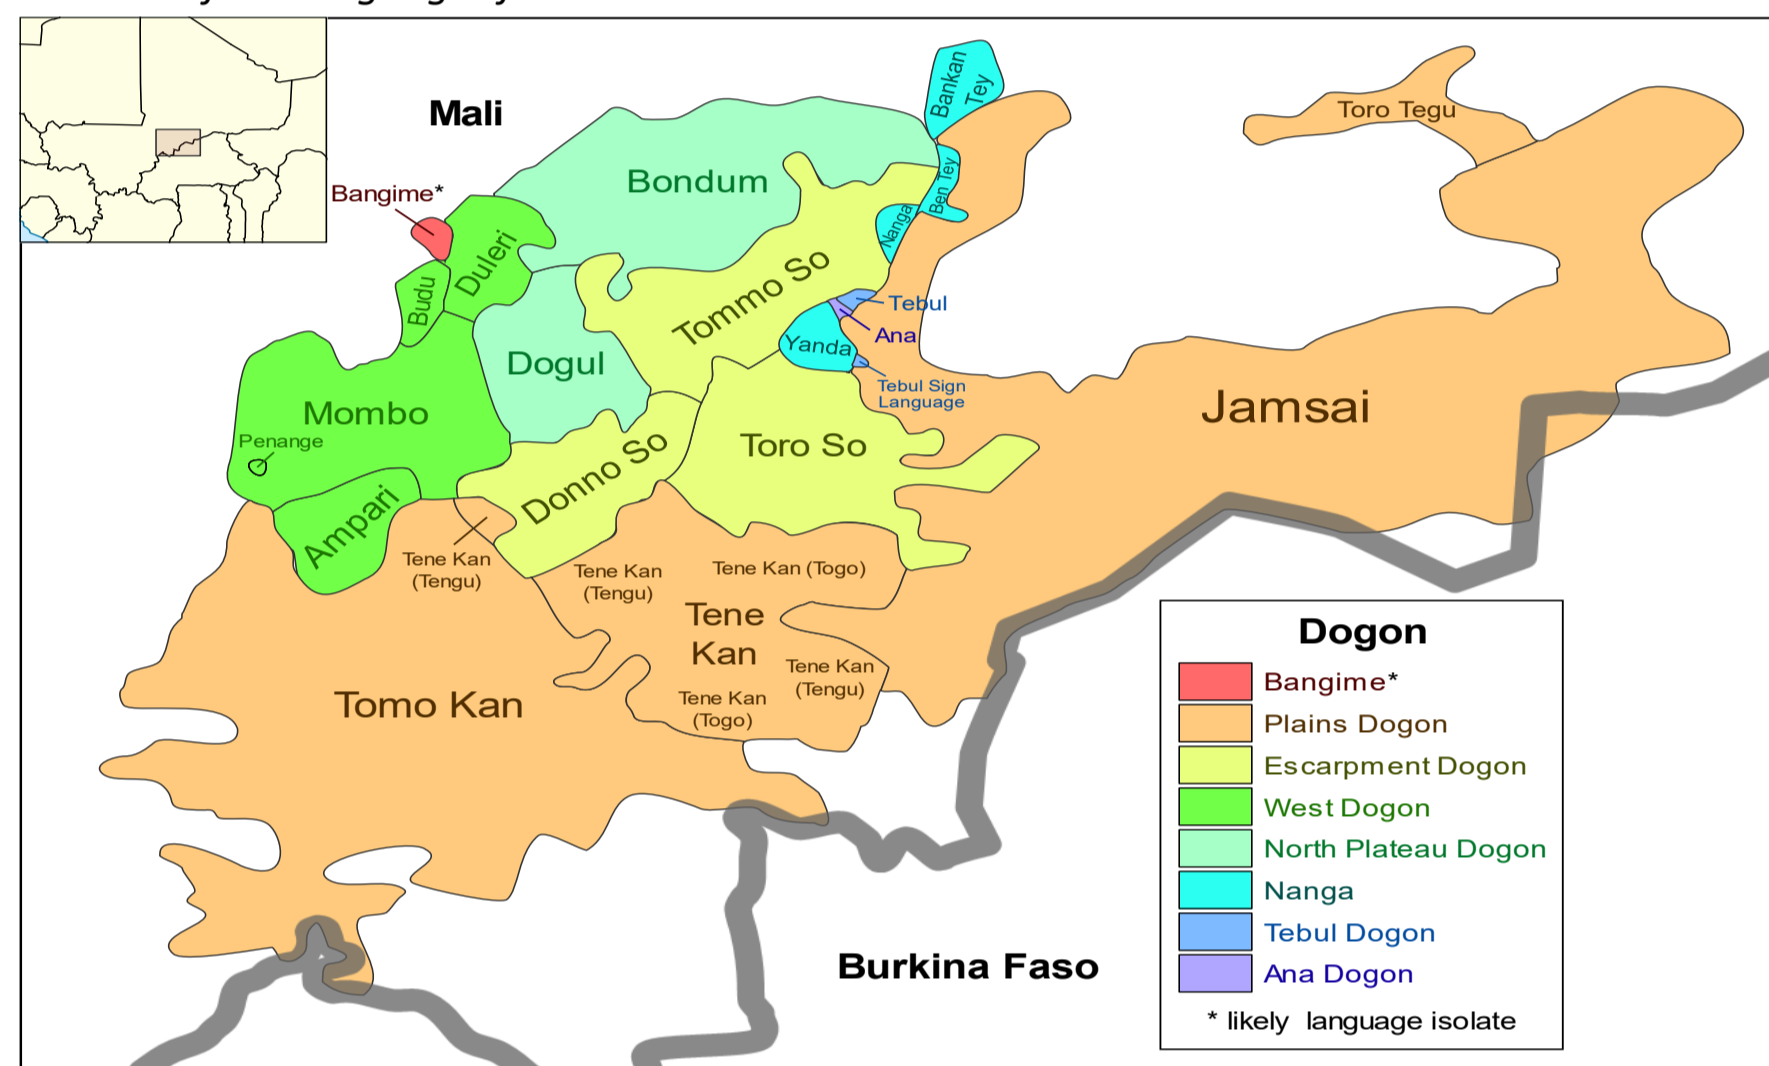 Mali
Bangime*
Bankan
Tey
Toro Tegu
Bondum
Ben Tey
Nanga
Duleri
Budu
Tommo So
Tebul
Ana
Yanda
Dogul
Tebul Sign
Language
Mombo
Penange
Jamsai
Donno So
Toro So
Ampari
Tene Kan
(Tengu)
Tene Kan
(Tengu)
Tene Kan (Togo)
Tene
Kan
Tene Kan
(Tengu)
Tene Kan
(Togo)
Tomo Kan
Burkina Faso
Dogon
Bangime*
Plains Dogon
Escarpment Dogon
West Dogon
North Plateau Dogon
Nanga
Tebul Dogon
Ana Dogon
* likely language isolate